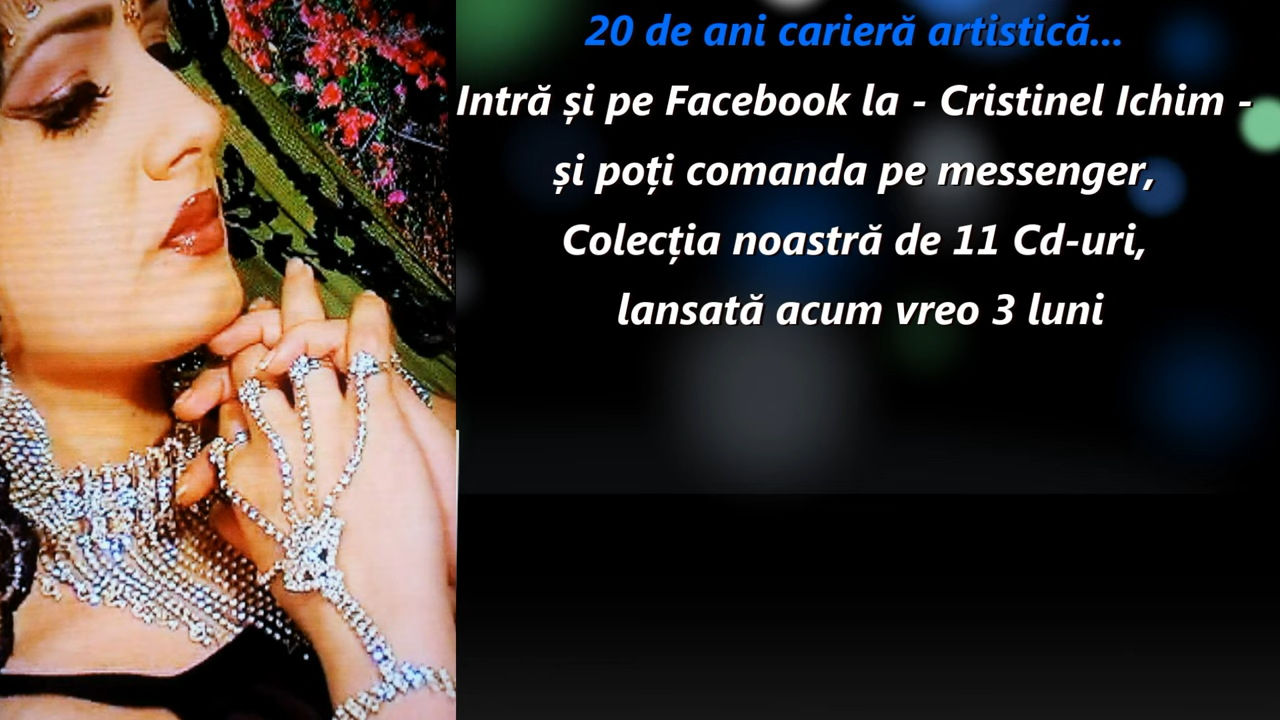 20 de ani carieră artistică...
Intră și pe Facebook la - Cristinel Ichim -
și poți comanda pe messenger,
Colecția noastră de 11 Cd-uri,
lansată acum vreo 3 luni